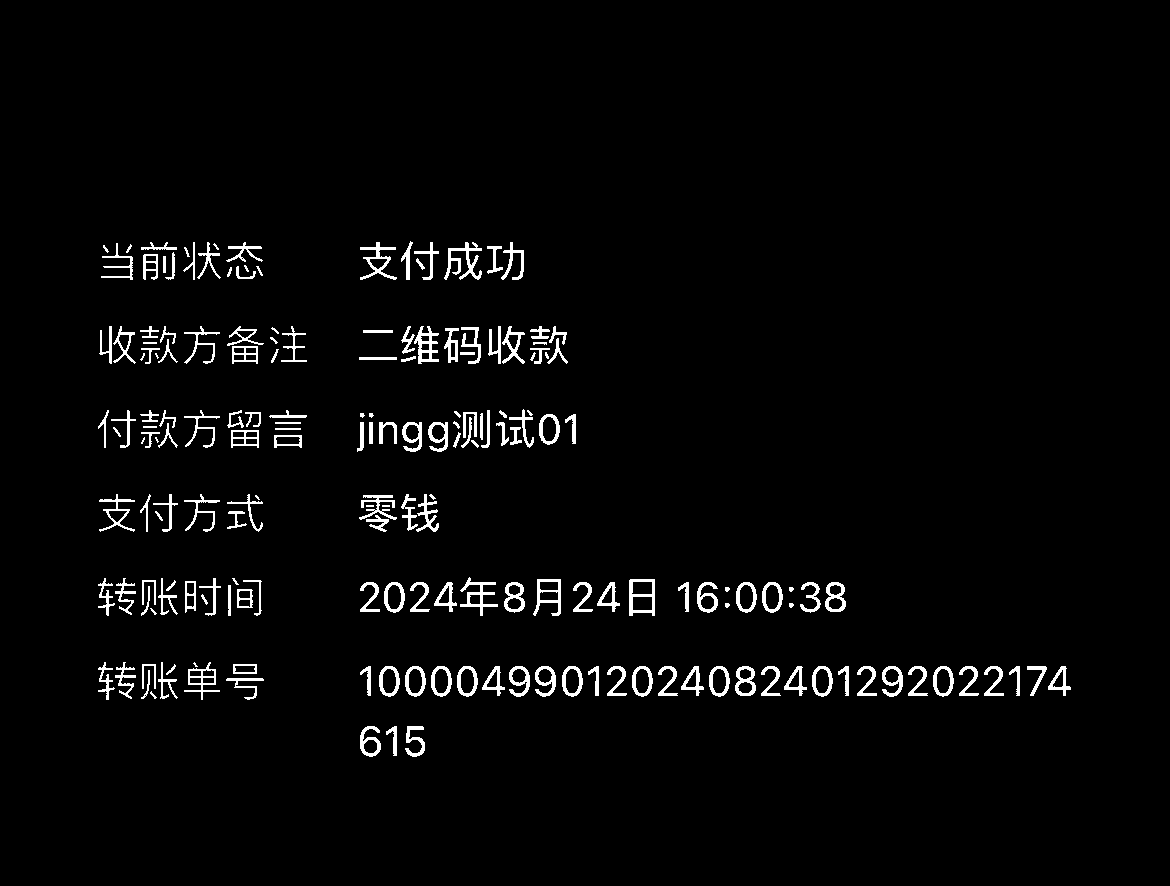 当前状态 支付成功
收款方备注 二维码收款
付款方留言 jingg测试01
支付方式 零钱
转账时间 2024年8月24日 16:00:38
转账单号 1000049901202408240129202217​4
615